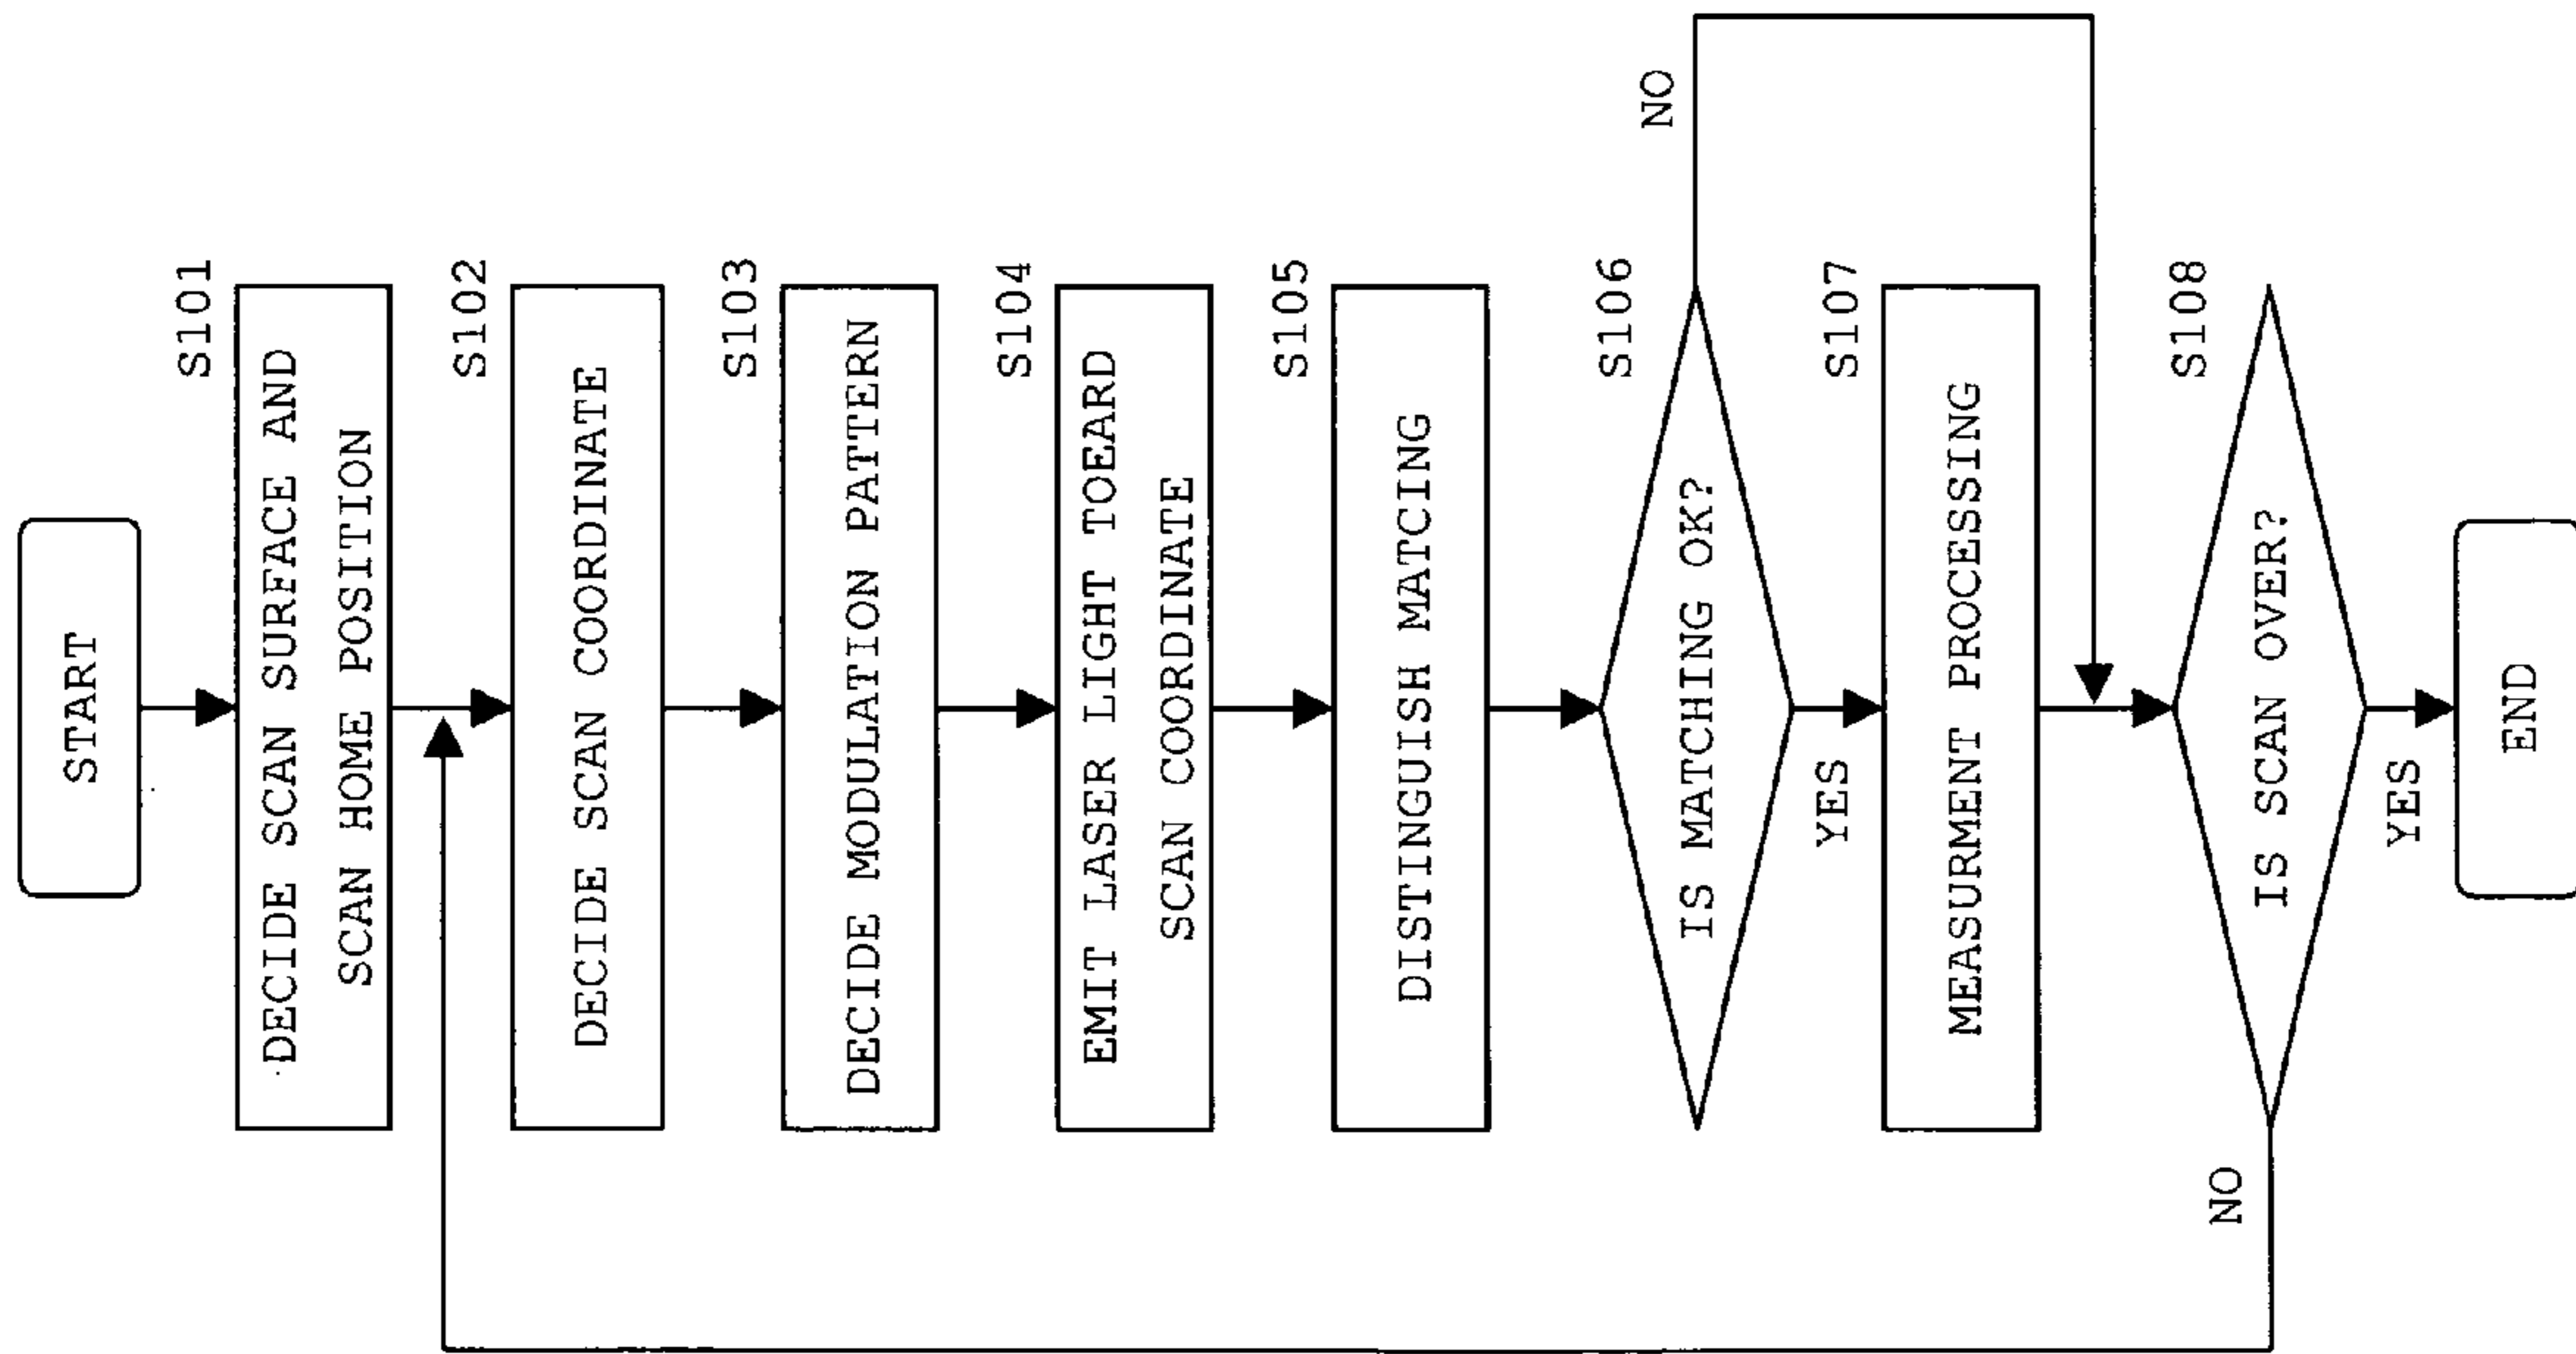 START
S101
DECIDE SCAN SURFACE AND
SCAN HOME POSITION
S102
DECIDE SCAN COORDINATE
S103
DECIDE MODULATION PATTERN
S104
EMIT LASER LIGHT TOEARD
SCAN COORDINATE
S105
DISTINGUISH MATCING
S106
IS MATCHING OK?
NO
YES
S107
MEASURMENT PROCESSING
S108
IS SCAN OVER?
NO
YES
END